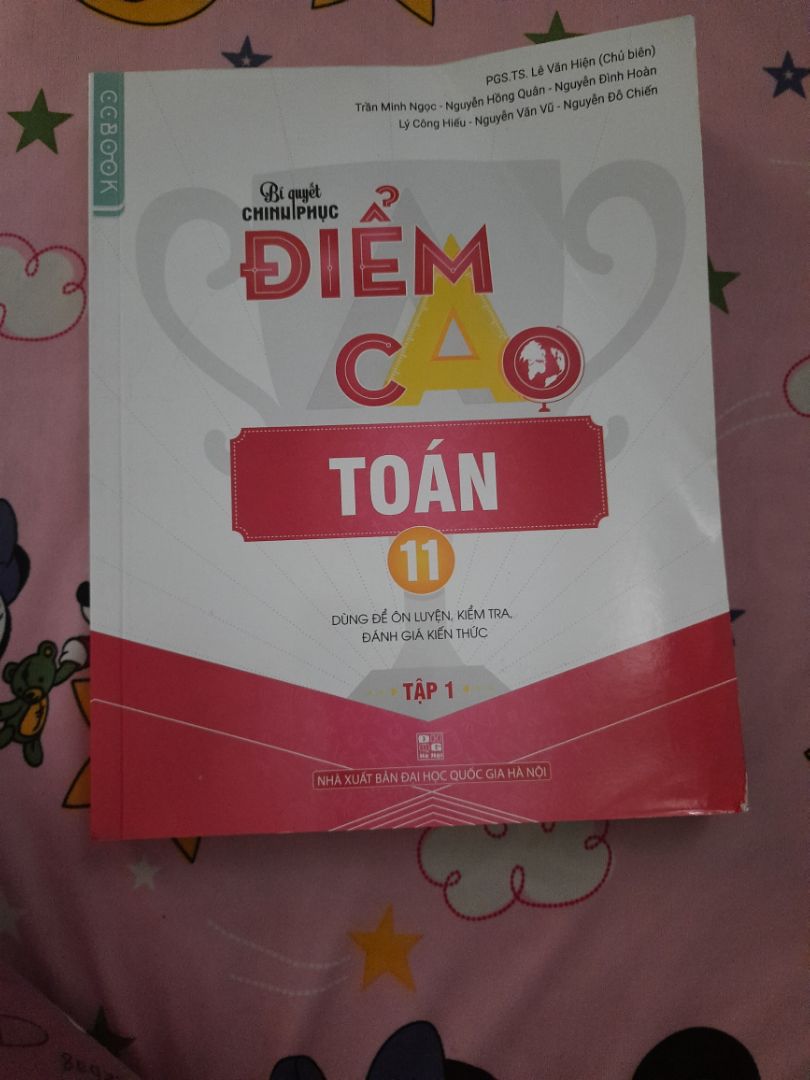 CCBOOK
PGS.TS. Lê Văn Hiện (Chủ biên)
Trần Minh Ngọc - Nguyễn Hồng Quân - Nguyễn Đình Hoàn
Lý Công Hiếu - Nguyễn Văn Vũ - Nguyễn Đỗ Chiến
Bí quyết
CHINH PHỤC
ĐIỂM
CAO
TOÁN
11
DÙNG ĐỂ ÔN LUYỆN, KIỂM TRA,
ĐÁNH GIÁ KIẾN THỨC
TẬP 1
NHÀ XUẤT BẢN ĐẠI HỌC QUỐC GIA HÀ NỘI